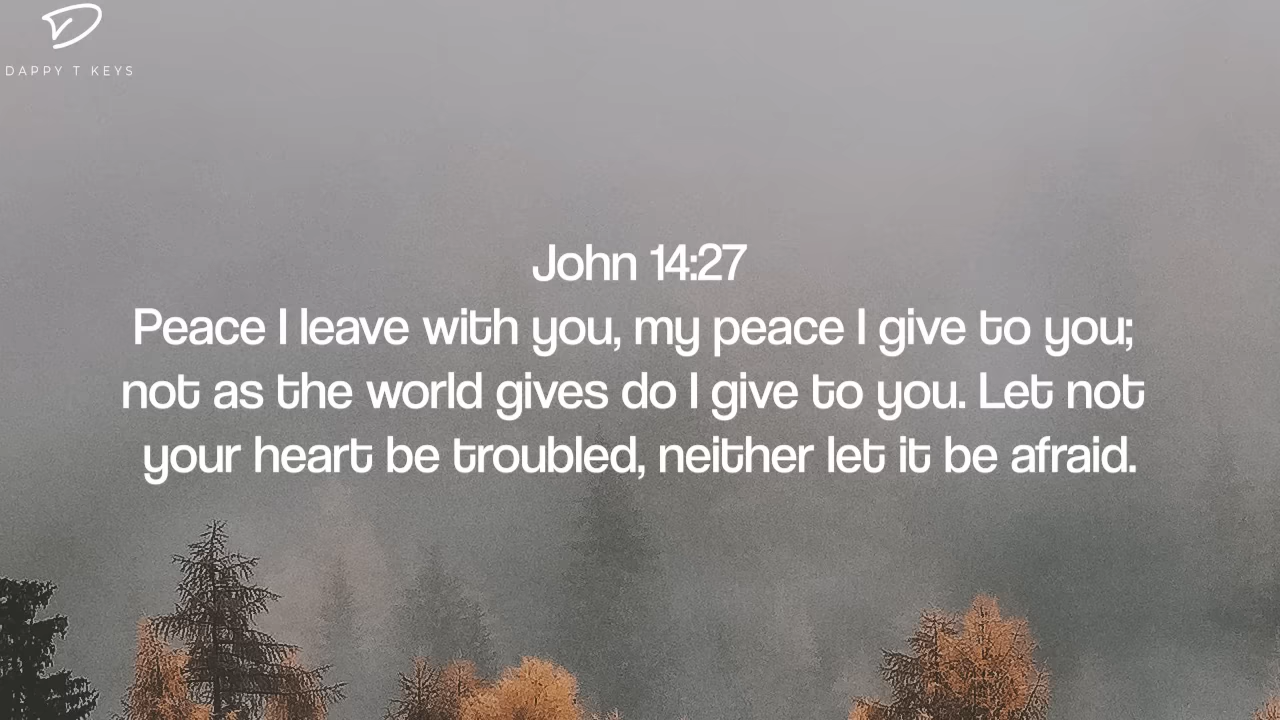 DAPPY T KEYS
John 14:27
Peace I leave with you, my peace I give to you;
not as the world gives do I give to you. Let not
your heart be troubled, neither let it be afraid.